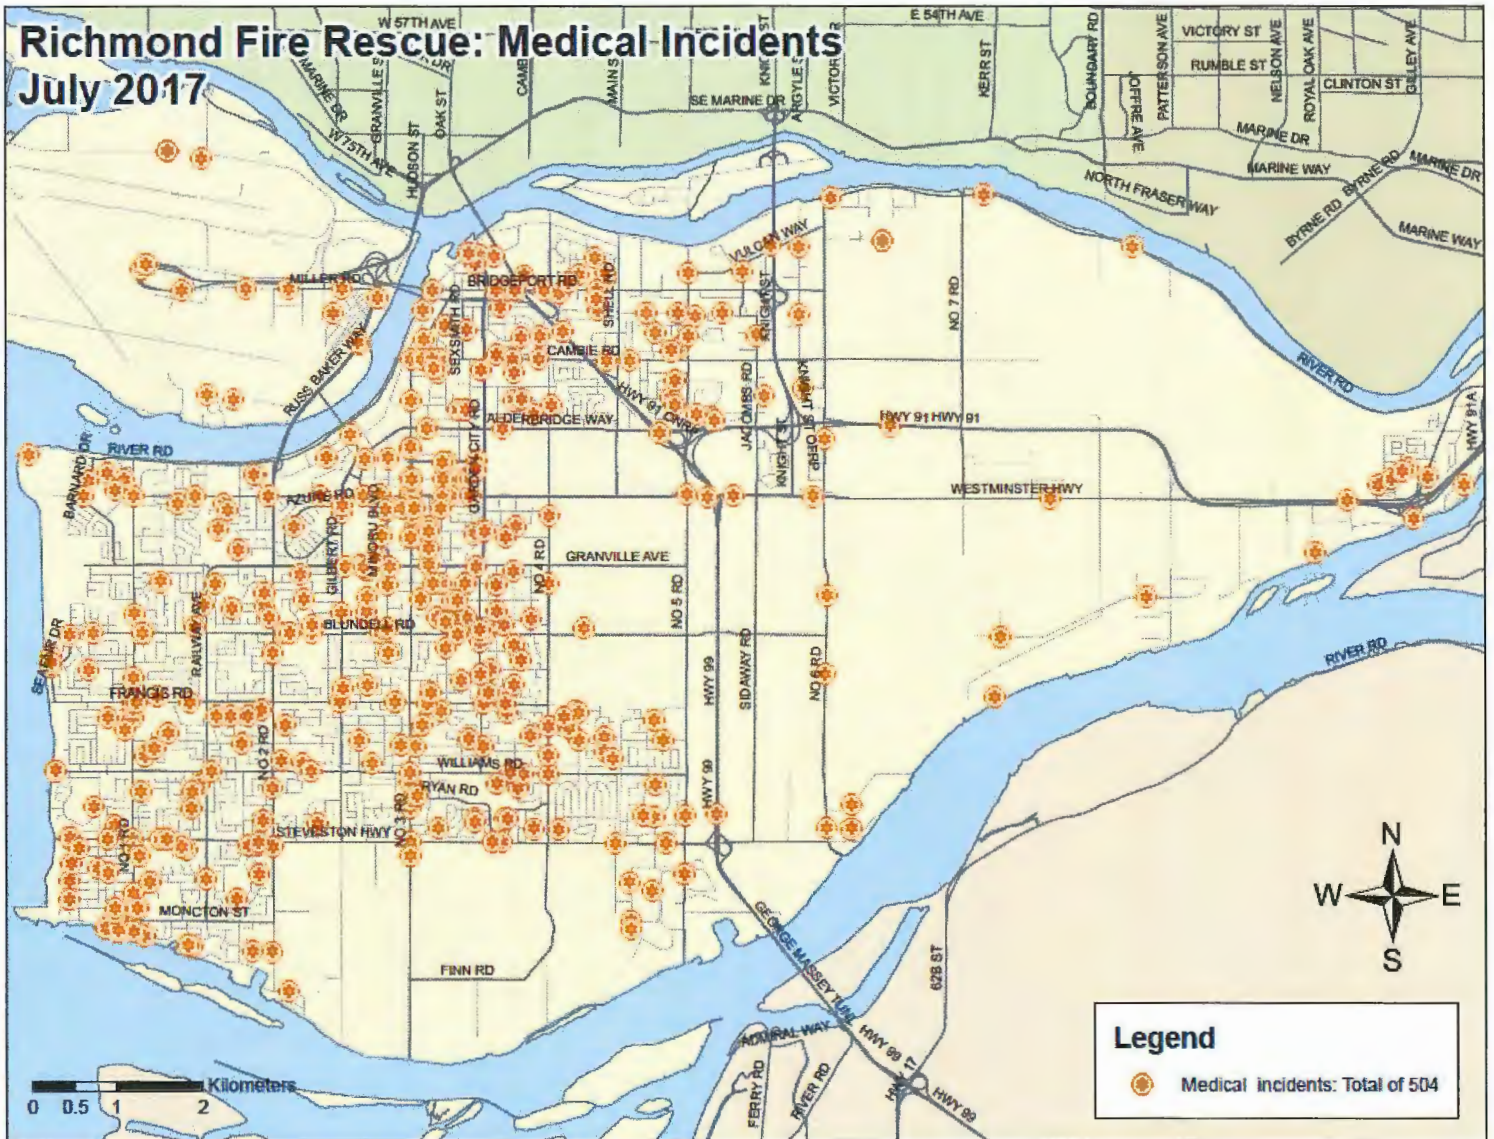 Richmond Fire Rescue: Medical Incidents
July 2017
W 57TH AVE
E 54TH AVE
MARINE DR
GRANVILLE S
OAK ST
CAMB
MAIN S
KNI
ST
ARGYLE S
VICTOR
KERR ST
BOUNDARY RD
JOFFRE AVE
PATTERSON AVE
VICTORY ST
RUMBLE ST
NELSON AVE
ROYAL OAK AVE
CLINTON ST
GILLEY AVE
SE MARINE DR
W 75TH AVE
HUDSON ST
MARINE DR
MARINE WAY
NORTH FRASER WAY
BYRNE RD
BYRNE RD
MARINE DR
MARINE WAY
VULCAN WAY
MILLER RD
BRIDGEPORT RD
SHELL RD
KNIGHT ST
NO 7 RD
SEXSMITH RD
CAMBIE RD
RUSS BAKER WAY
RIVER RD
HWY 91 CNRP
JACOMBS RD
KNIGHT ST
HWY 91 HWY 91
HWY 91A
ALDERBRIDGE WAY
GARDEN CITY RD
RIVER RD
BARNARD DR
AZURE RD
WESTMINSTER HWY
GILBERT RD
MINORU BLVD
NO 4 RD
GRANVILLE AVE
NO 5 RD
RAILWAY AVE
BLUNDELL RD
SEAFAIR DR
HWY 99
SIDAWAY RD
NO 6 RD
RIVER RD
FRANCIS RD
NO 2 RD
WILLIAMS RD
RYAN RD
HWY 99
NO 3 RD
STEVESTON HWY
NO 1 RD
MONCTON ST
GEORGE MASSEY TUNL
FINN RD
62B ST
ADMIRAL WAY
HWY 99
HWY 17
HWY 99
FERRY RD
RIVER RD
N
W
E
S
Legend
Medical incidents: Total of 504
Kilometers
0 0.5 1 2